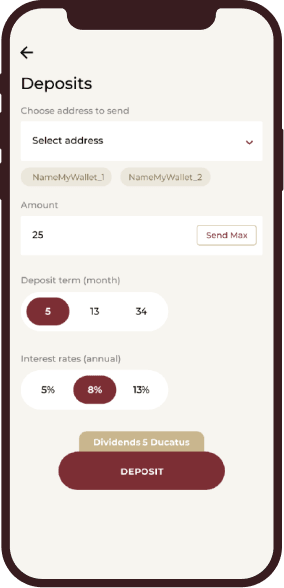 Deposits
Choose address to send
Select address
NameMyWallet_1 NameMyWallet_2
Amount
25 Send Max
Deposit term (month)
5 13 34
Interest rates (annual)
5% 8% 13%
Dividends 5 Ducatus
DEPOSIT